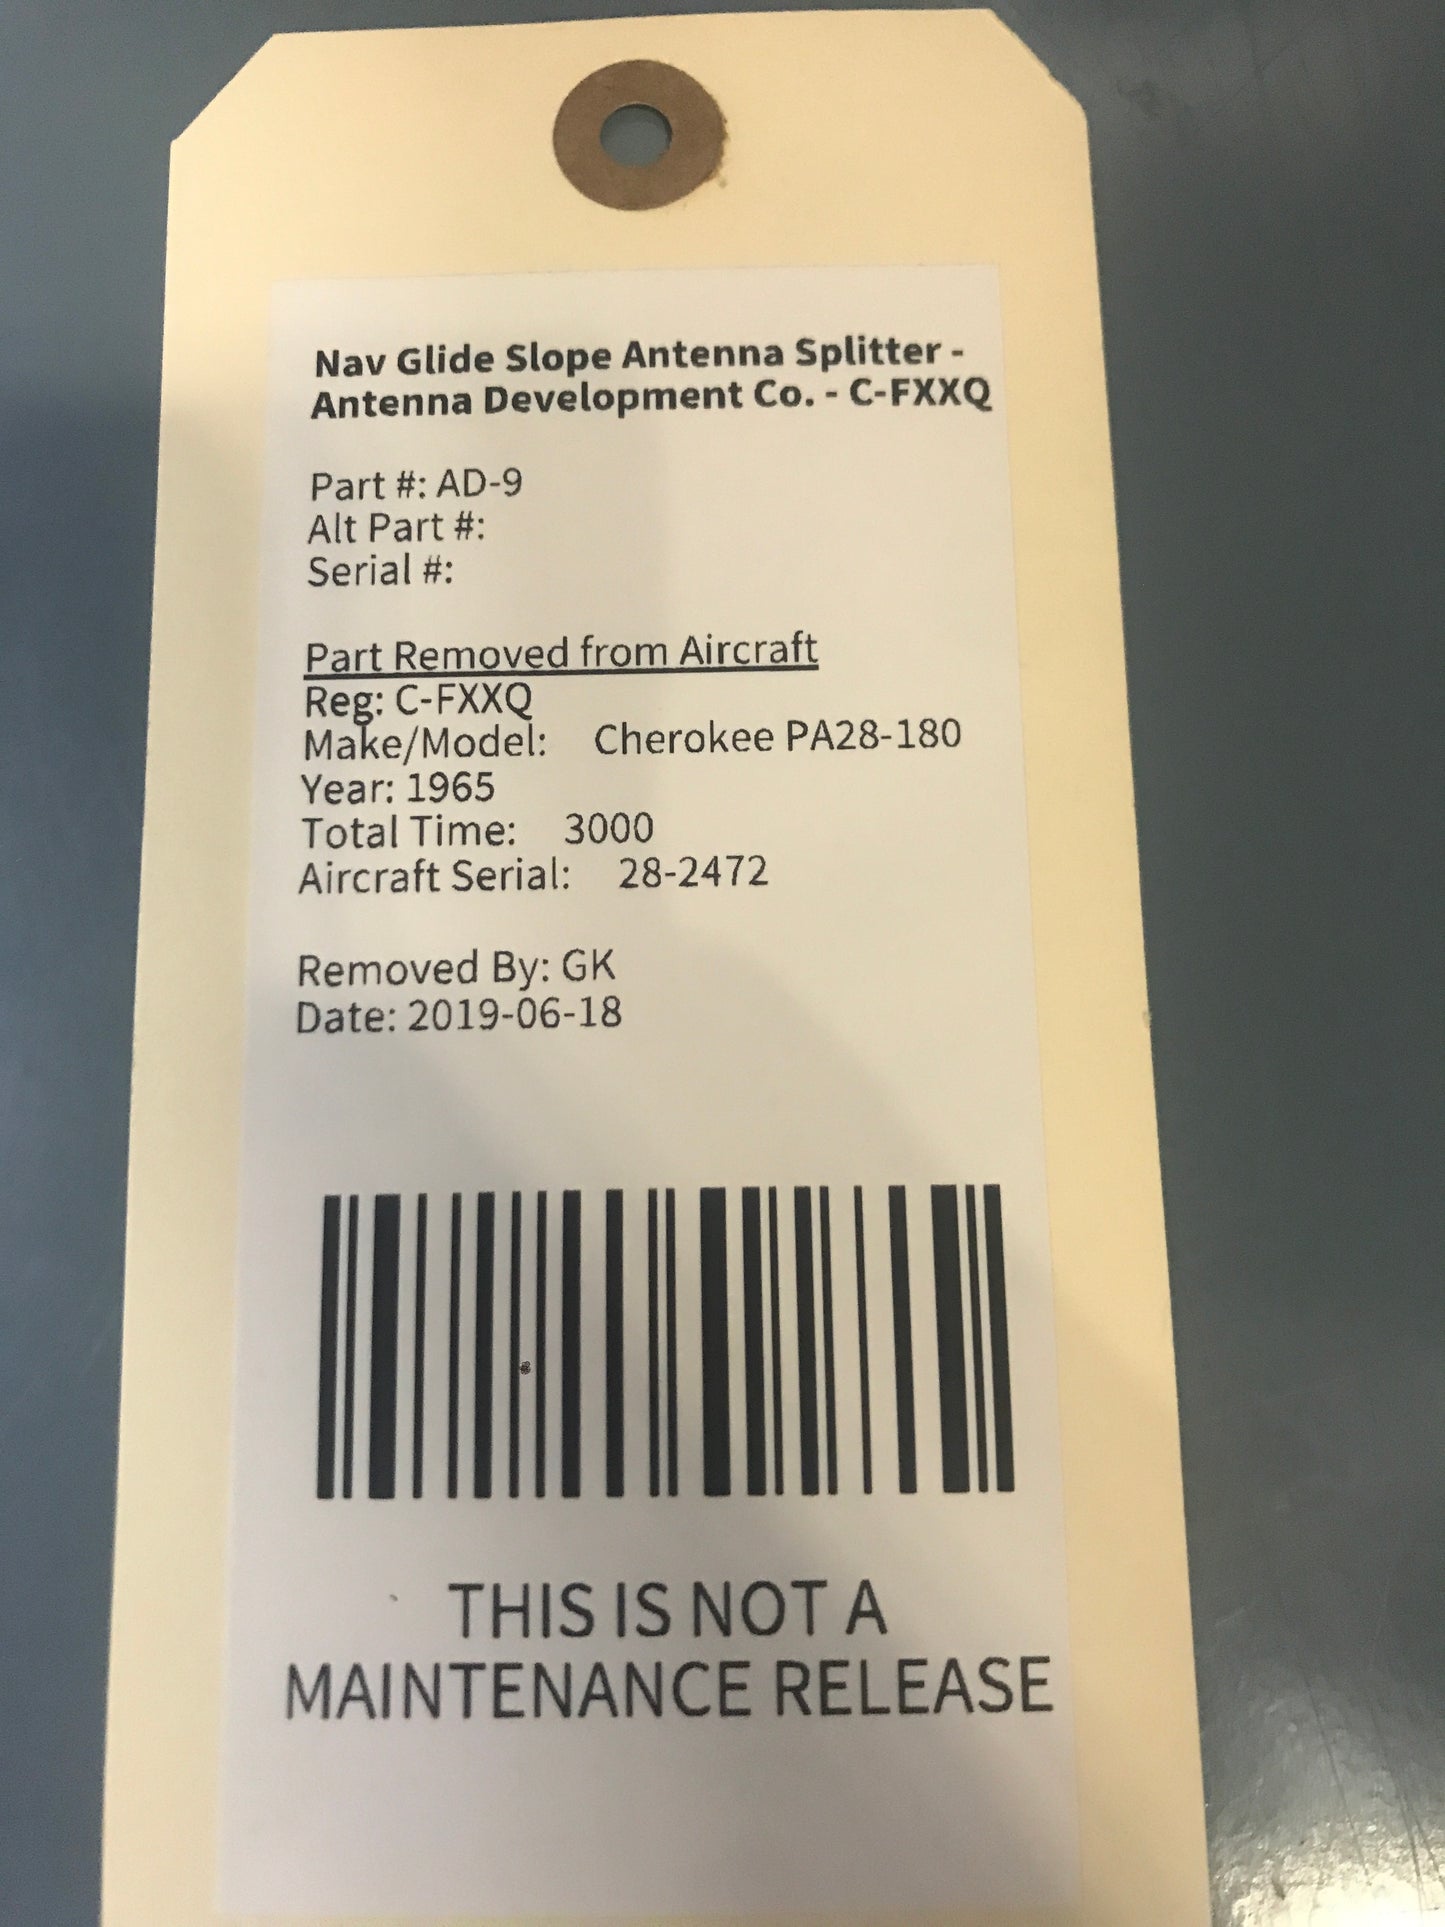 Nav Glide Slope Antenna Splitter -
Antenna Development Co. - C-FXXQ
Part #: AD-9
Alt Part #:
Serial #:
Part Removed from Aircraft
Reg: C-FXXQ
Make/Model: Cherokee PA28-180
Year: 1965
Total Time: 3000
Aircraft Serial: 28-2472
Removed By: GK
Date: 2019-06-18
THIS IS NOT A
MAINTENANCE RELEASE